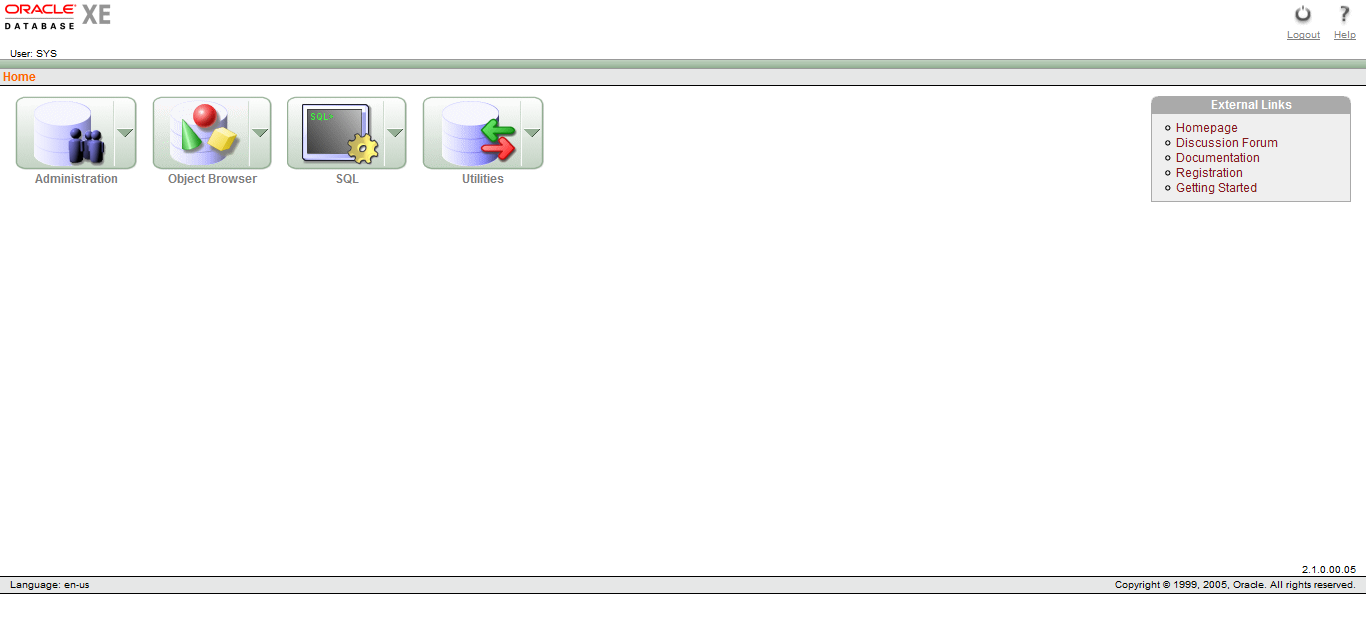 ORACLE XE
DATABASE
Logout Help
User: SYS
Home
SQL>
Administration Object Browser SQL Utilities
External Links
Homepage
Discussion Forum
Documentation
Registration
Getting Started
2.1.0.00.05
Language: en-us Copyright © 1999, 2005, Oracle. All rights reserved.